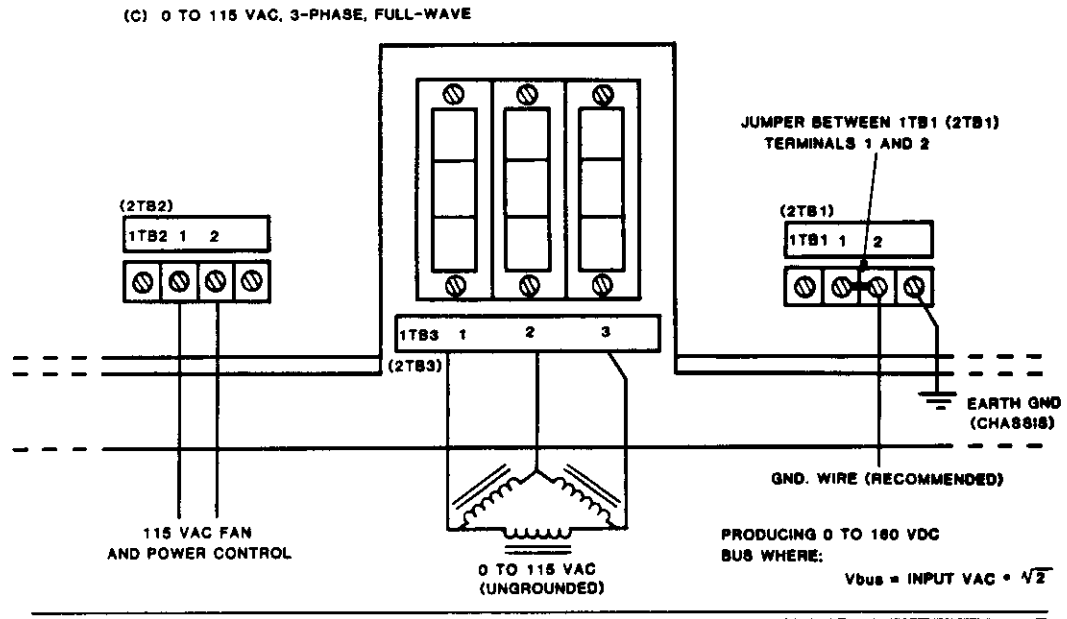 (C) 0 TO 115 VAC, 3-PHASE, FULL-WAVE
JUMPER BETWEEN 1TB1 (2TB1)
TERMINALS 1 AND 2
(2TB2)
1TB2 1 2
(2TB1)
1TB1 1 2
1TB3 1 2 3
(2TB3)
EARTH GND
(CHASSIS)
GND. WIRE (RECOMMENDED)
115 VAC FAN
AND POWER CONTROL
0 TO 115 VAC
(UNGROUNDED)
PRODUCING 0 TO 160 VDC
BUS WHERE:
Vbus = INPUT VAC • √2